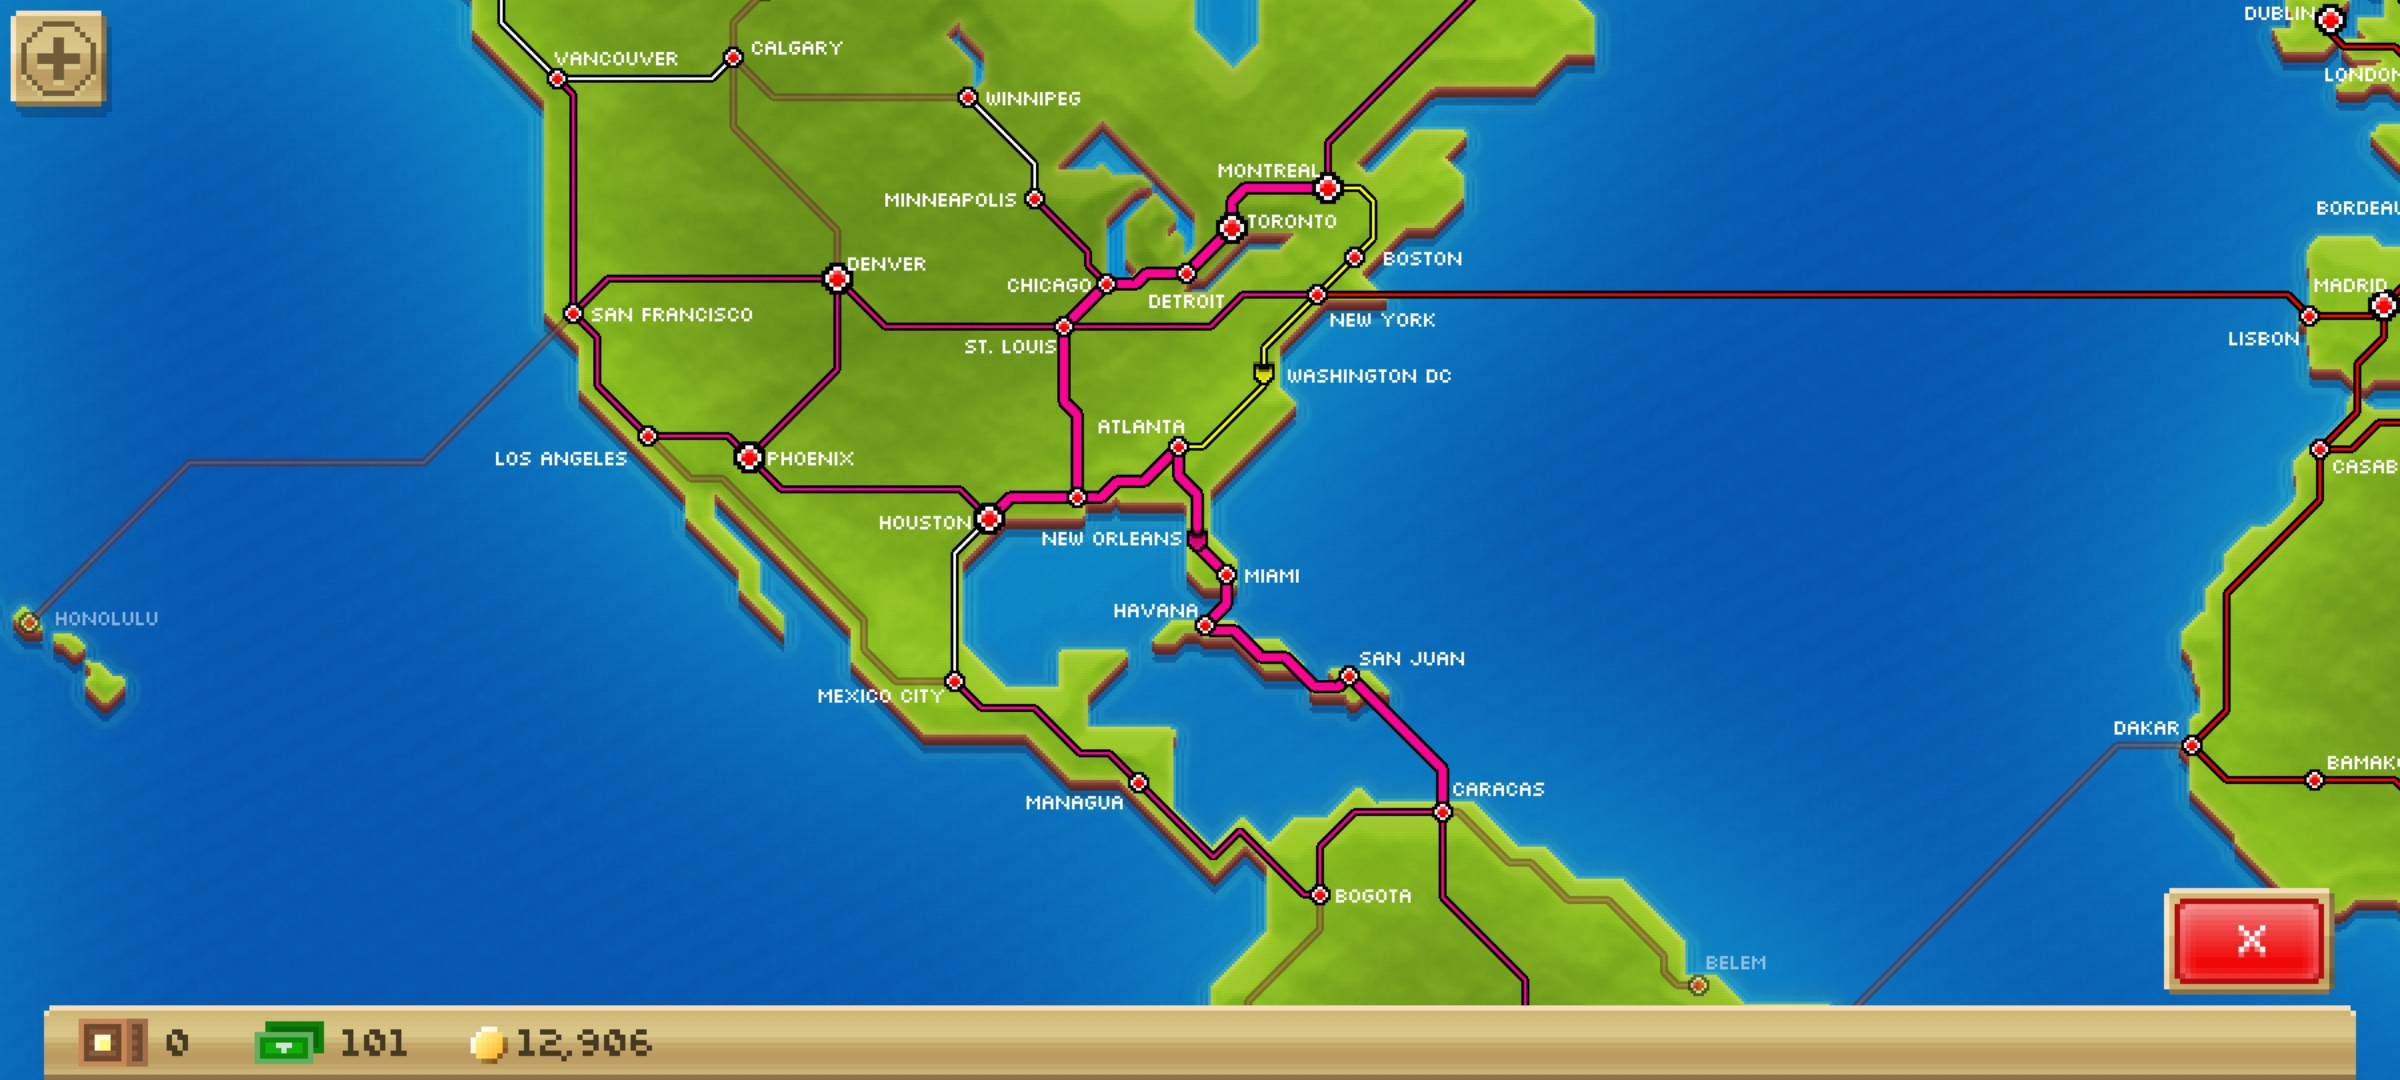 DUBLIN
CALGARY
VANCOUVER
LONDON
WINNIPEG
MONTREAL
MINNEAPOLIS
TORONTO
BOSTON
DENVER
CHICAGO
MADRID
DETROIT
SAN FRANCISCO
NEW YORK
LISBON
ST. LOUIS
WASHINGTON DC
ATLANTA
LOS ANGELES
PHOENIX
CASAB
HOUSTON
NEW ORLEANS
MIAMI
HAVANA
HONOLULU
SAN JUAN
MEXICO CITY
DAKAR
BAMAKO
CARACAS
MANAGUA
BOGOTA
BELEM
X
0
101
12,906